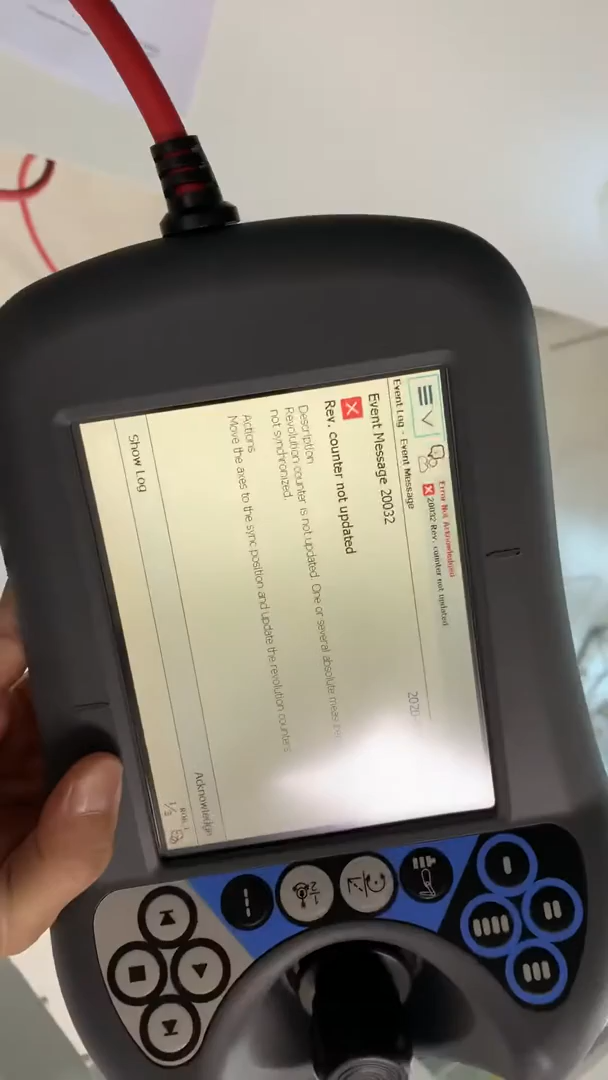 Error Not Acknowledged
20032 Rev. counter not updated
Event Log - Event Message
Event Message 20032
Rev. counter not updated
Description
Revolution counter is not updated. One or several absolute
not synchronized.
Actions
Move the axes to the sync position and update the revolution counters
Show Log
Acknowledge
1/3